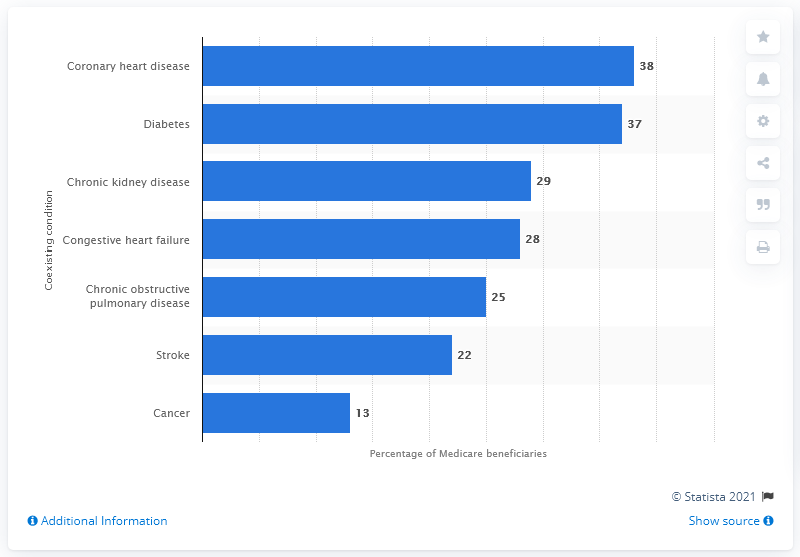 Coronary heart disease 38
Diabetes 37
Chronic kidney disease 29
Congestive heart failure 28
Chronic obstructive
pulmonary disease 25
Stroke 22
Cancer 13
Coexisting condition
Percentage of Medicare beneficiaries
© Statista 2021
Additional Information
Show source